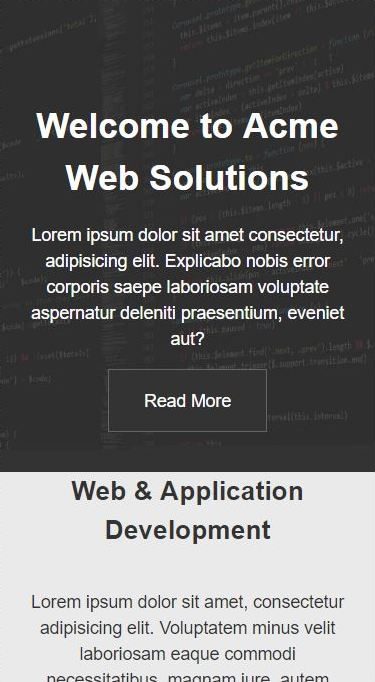 Welcome to Acme
Web Solutions
Lorem ipsum dolor sit amet consectetur,
adipisicing elit. Explicabo nobis error
corporis saepe laboriosam voluptate
aspernatur deleniti praesentium, eveniet
aut?
Read More
Web & Application
Development
Lorem ipsum dolor sit amet, consectetur
adipisicing elit. Voluptatem minus velit
laboriosam eaque commodi
necessitatibus, magnam iure, autem